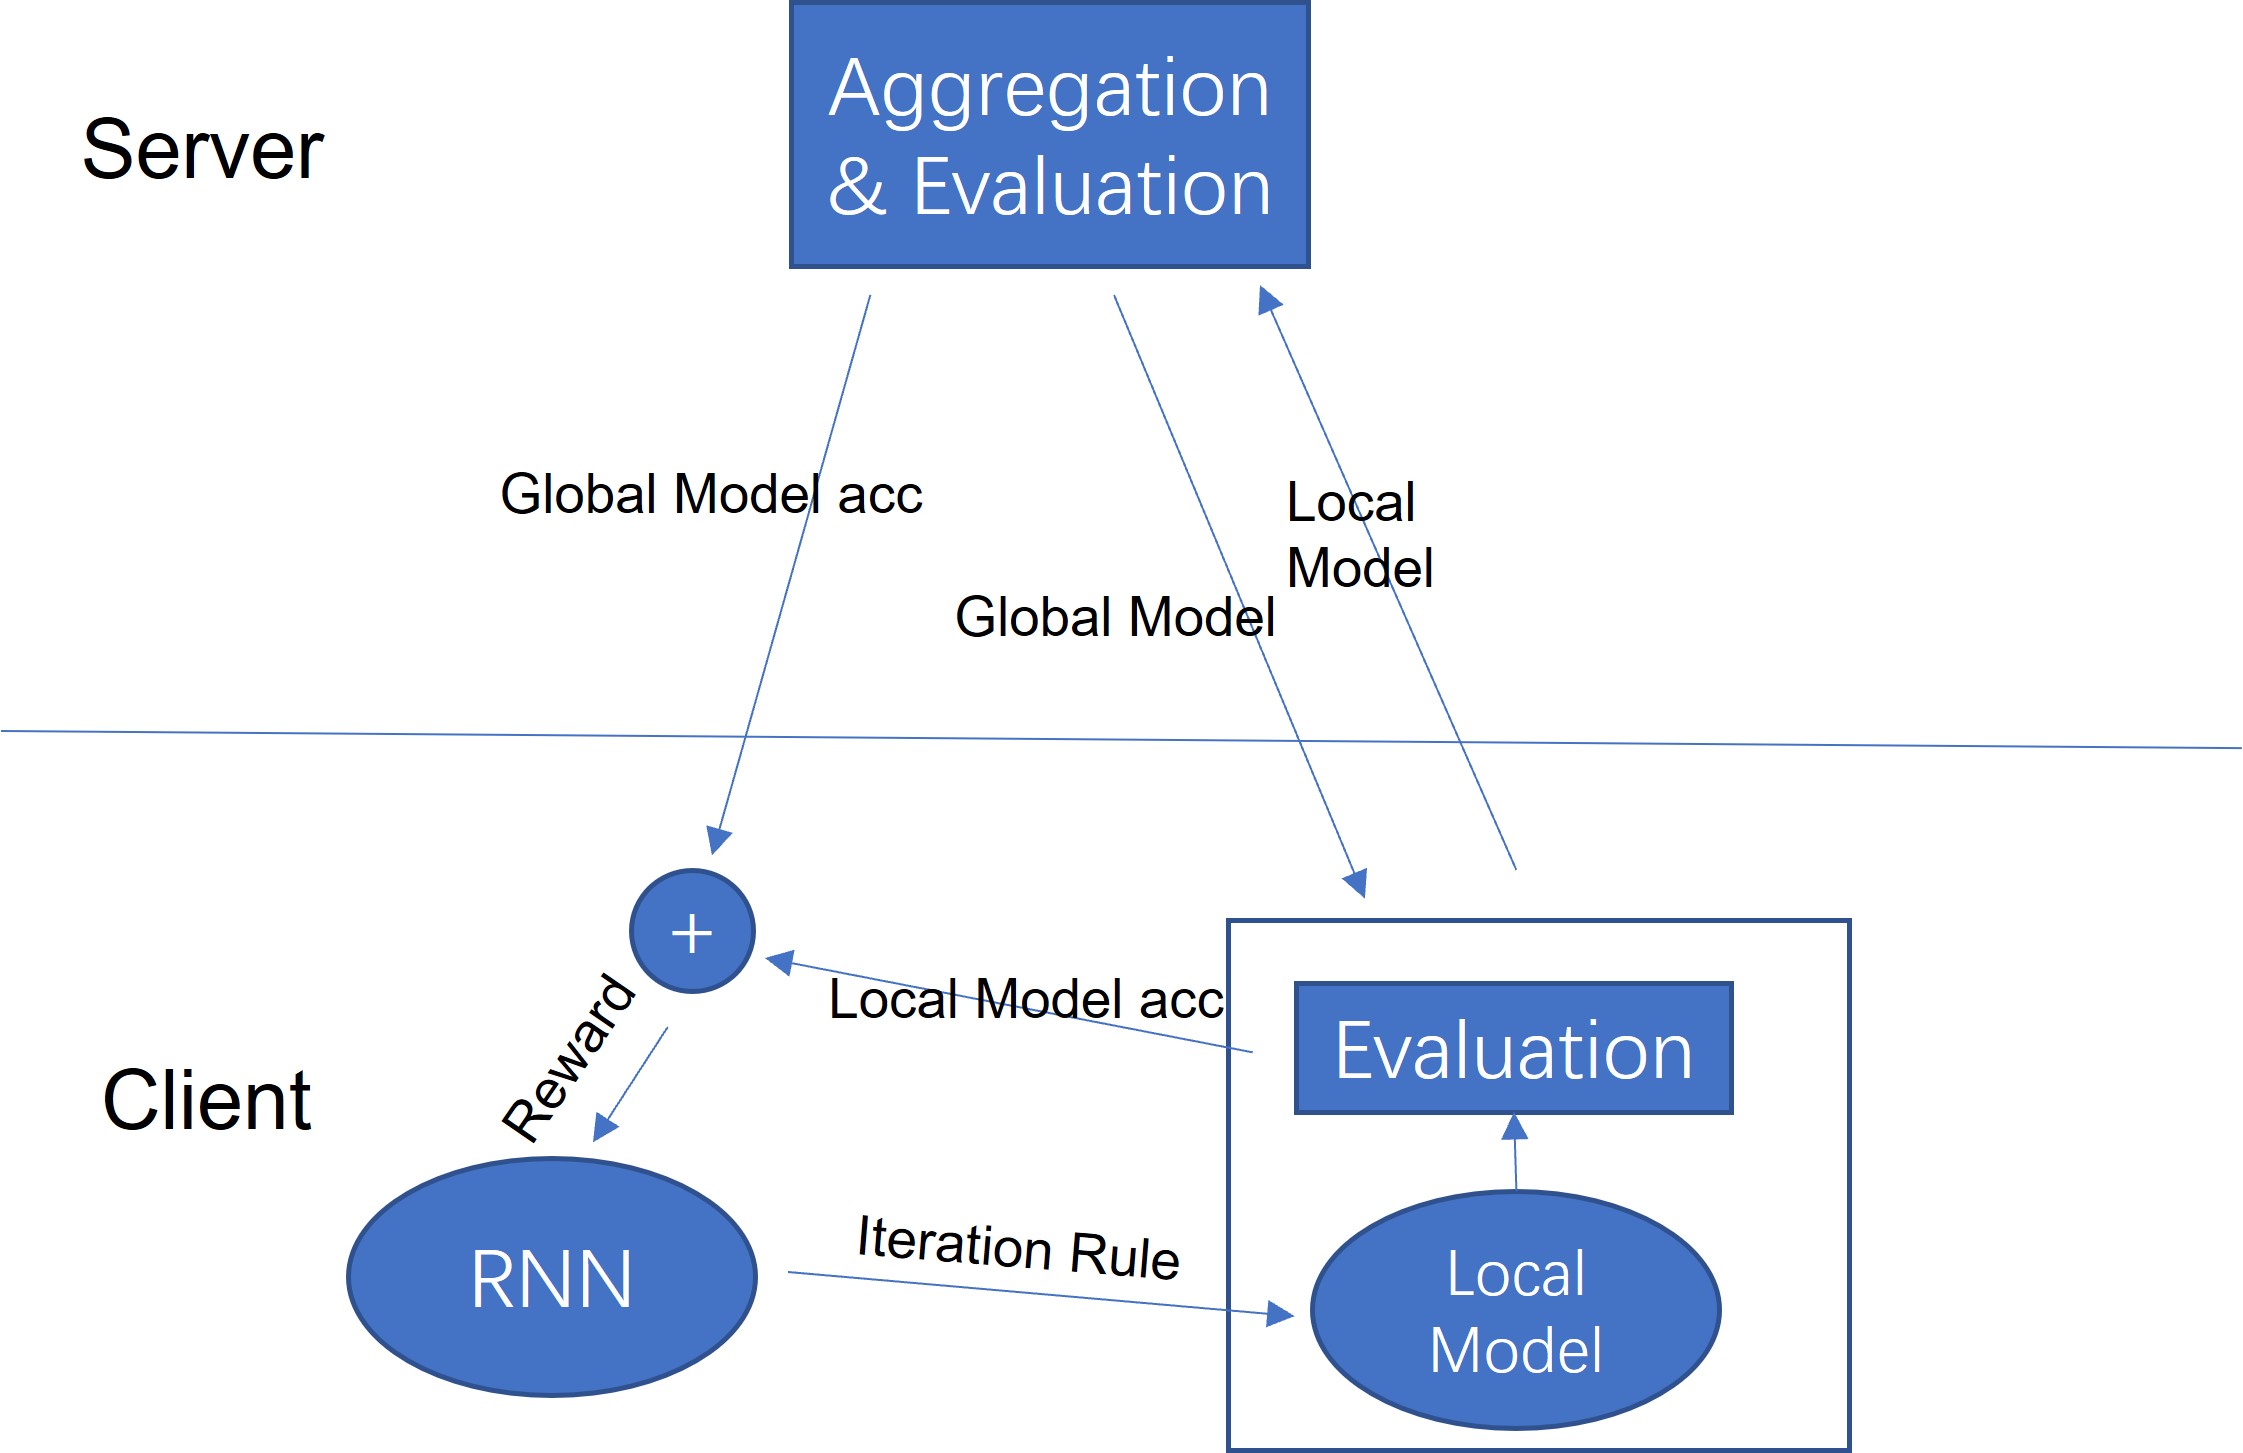 Server
Aggregation
& Evaluation
Global Model acc
Local
Model
Global Model
+
Local Model acc
Evaluation
Reward
Client
RNN
Iteration Rule
Local
Model